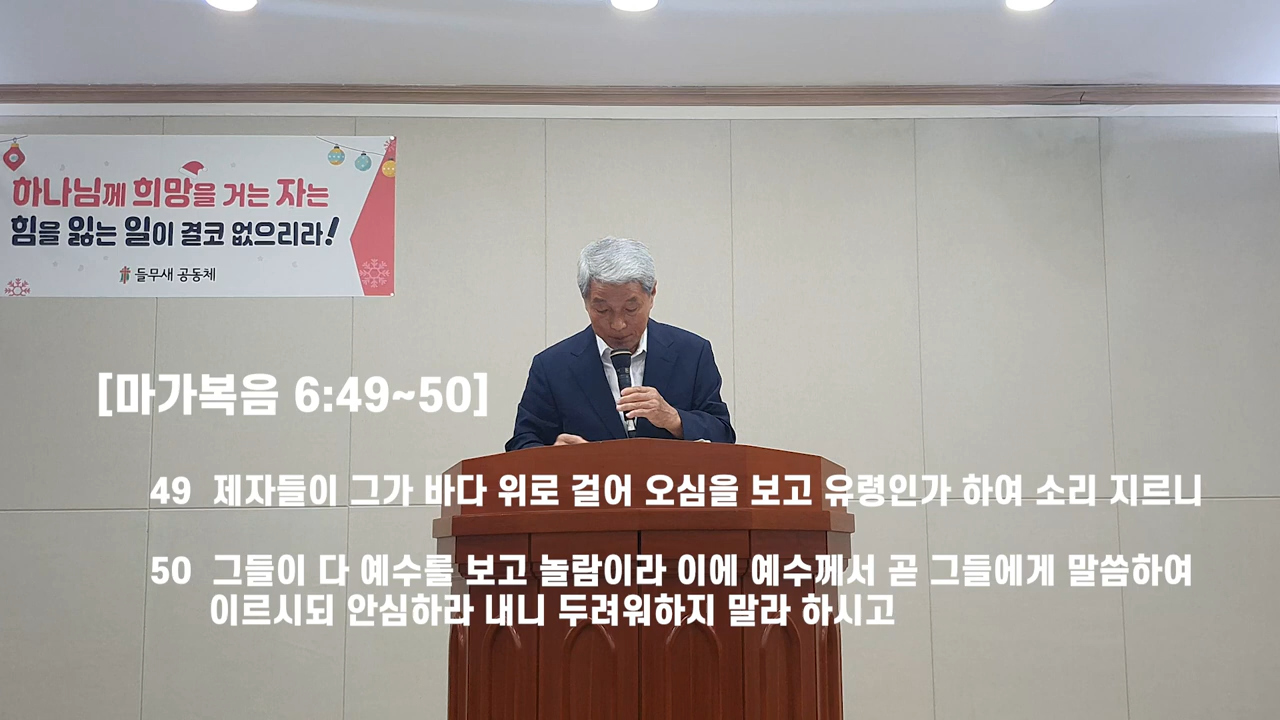 하나님께 희망을 거는 자는
힘을 잃는 일이 결코 없으리라!
들무새 공동체
[마가복음 6:49~50]
49 제자들이 그가 바다 위로 걸어 오심을 보고 유령인가 하여 소리 지르니
50 그들이 다 예수를 보고 놀람이라 이에 예수께서 곧 그들에게 말씀하여
이르시되 안심하라 내니 두려워하지 말라 하시고